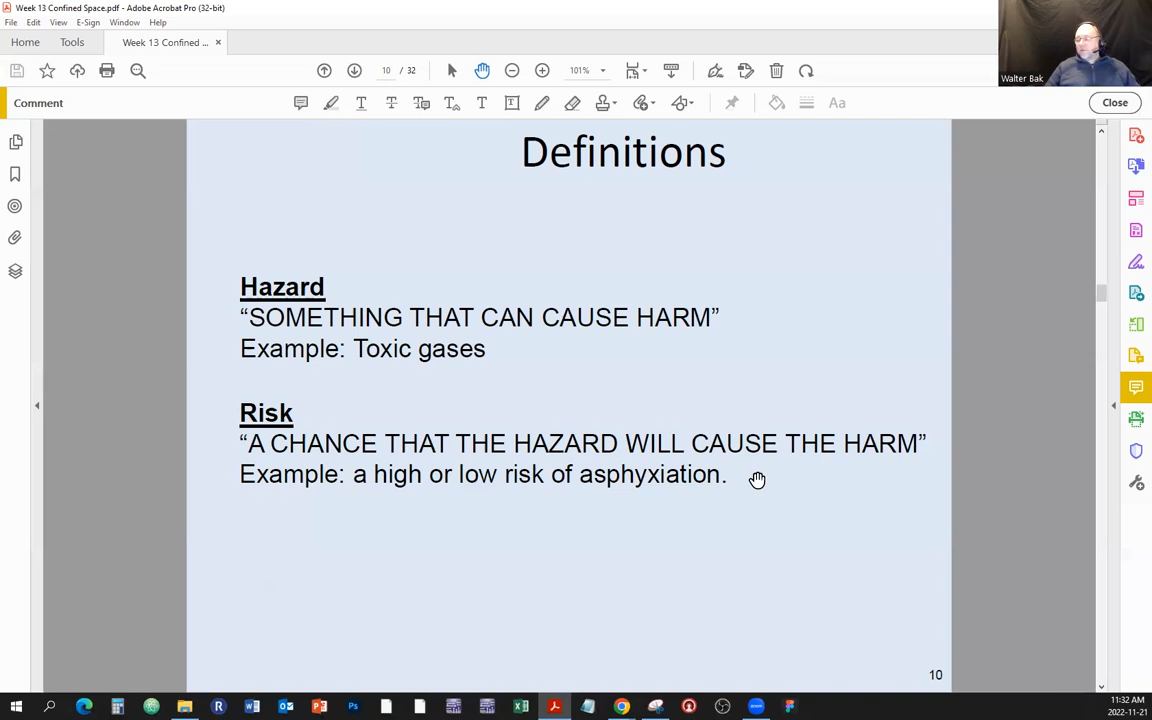 Week 13 Confined Space.pdf - Adobe Acrobat Pro (32-bit)
File Edit View E-Sign Window Help
Home Tools Week 13 Confined ... ×
10 / 32 101%
Comment
Close
Walter Bak
Definitions
Hazard
“SOMETHING THAT CAN CAUSE HARM”
Example: Toxic gases
Risk
“A CHANCE THAT THE HAZARD WILL CAUSE THE HARM”
Example: a high or low risk of asphyxiation.
10
11:32 AM
2022-11-21